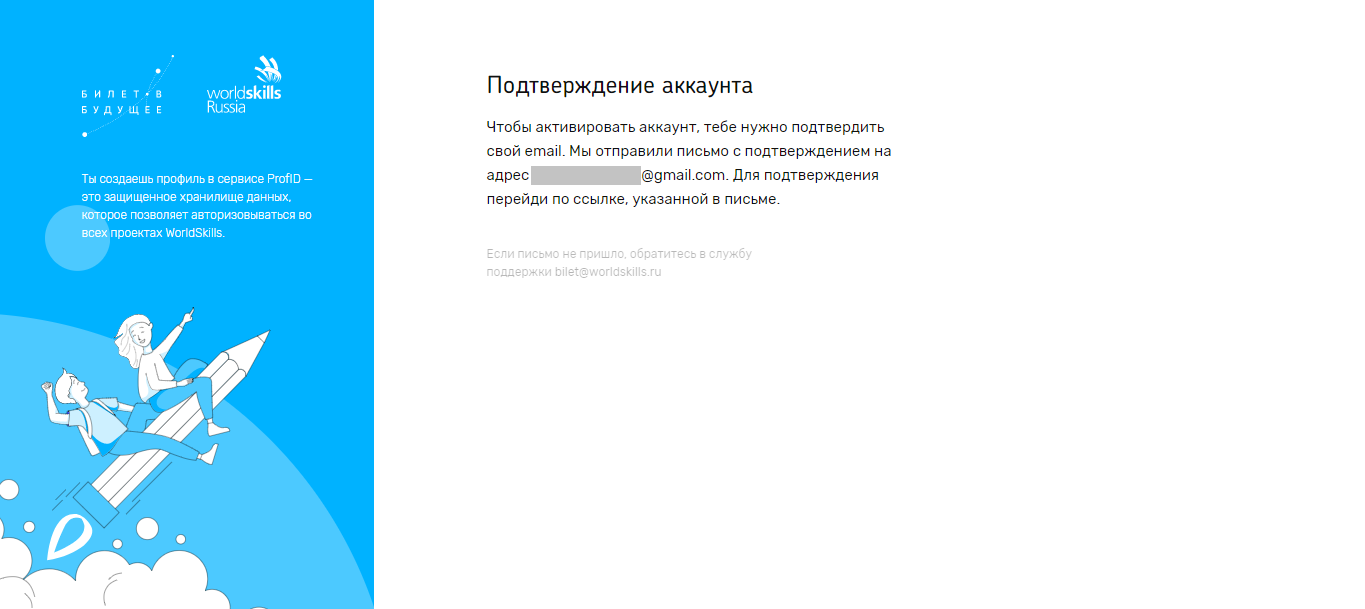 БИЛЕТ В
БУДУЩЕЕ
worldskills
Russia
Ты создаешь профиль в сервисе ProfID —
это защищенное хранилище данных,
которое позволяет авторизовываться во
всех проектах WorldSkills.
Подтверждение аккаунта
Чтобы активировать аккаунт, тебе нужно подтвердить
свой email. Мы отправили письмо с подтверждением на
адрес @gmail.com. Для подтверждения
перейди по ссылке, указанной в письме.
Если письмо не пришло, обратитесь в службу
поддержки bilet@worldskills.ru